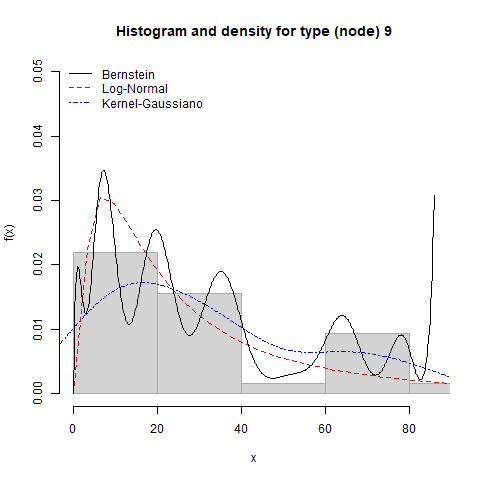 Histogram and density for type (node) 9
Bernstein
Log-Normal
Kernel-Gaussiano
f(x)
0.05
0.04
0.03
0.02
0.01
0.00
0 20 40 60 80
x